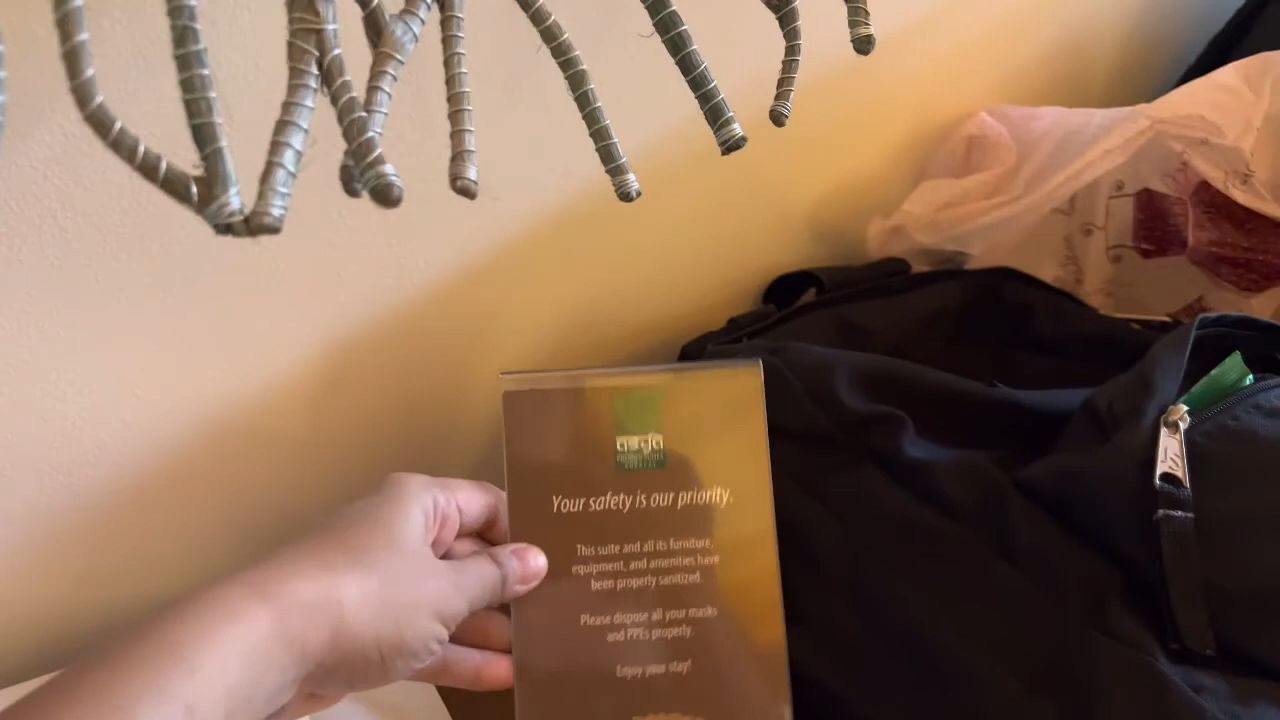 asda
Your safety is our priority.
This suite and all its furniture,
equipment, and amenities have
been properly sanitized.
Please dispose all your masks
and PPEs properly.
Enjoy your stay!